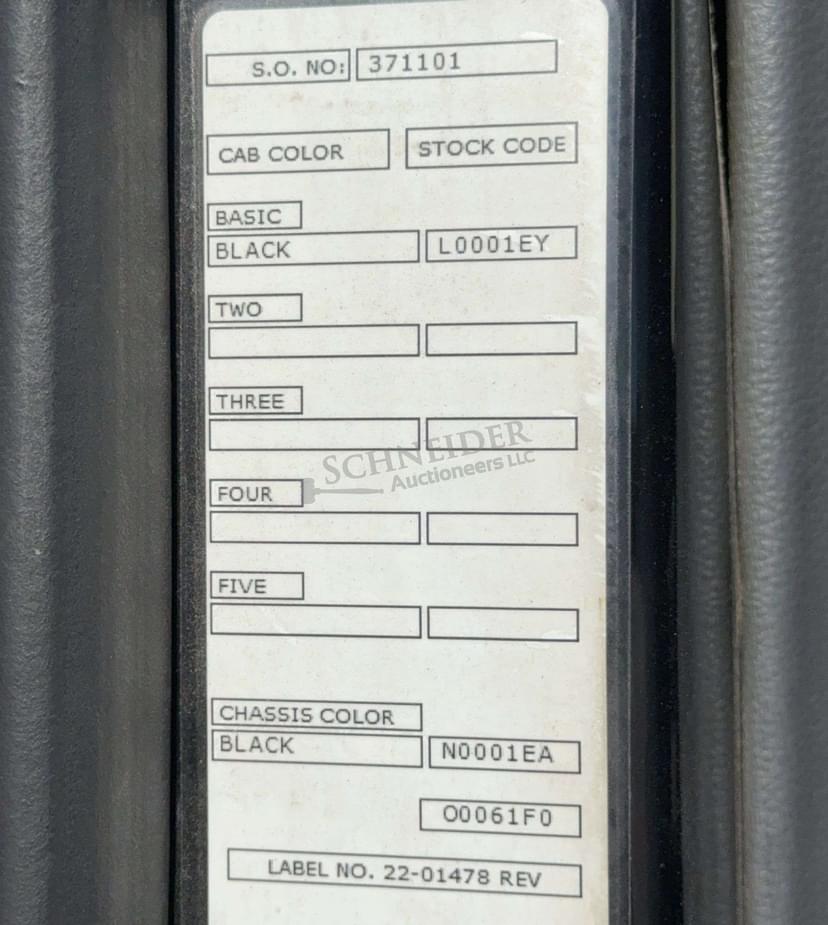 S.O. NO: 371101
CAB COLOR STOCK CODE
BASIC
BLACK L0001EY
TWO
THREE
SCHNEIDER
Auctioneers LLC
FOUR
FIVE
CHASSIS COLOR
BLACK N0001EA
O0061F0
LABEL NO. 22-01478 REV